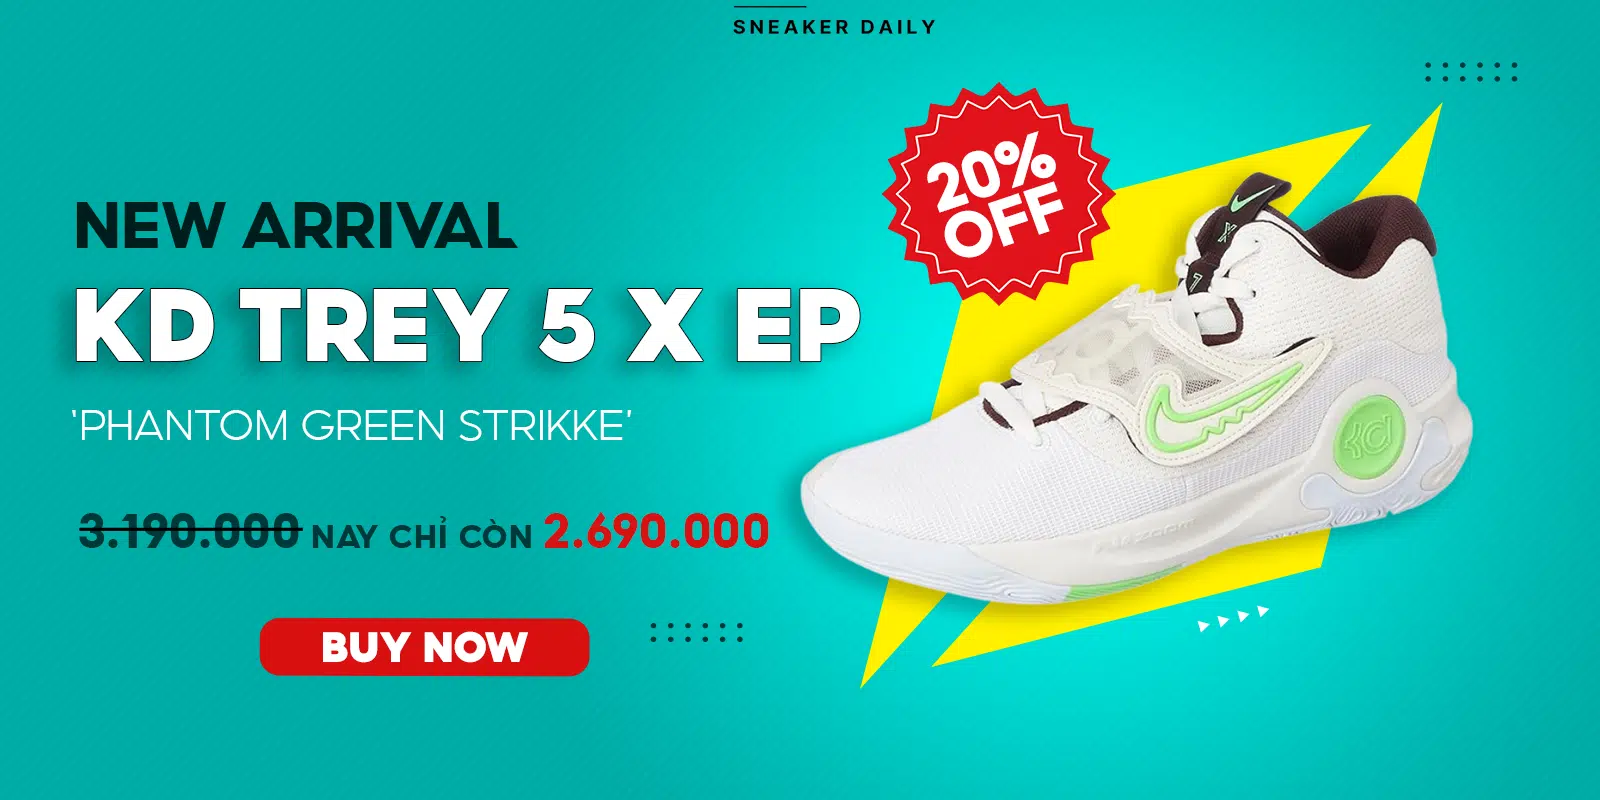 SNEAKER DAILY
20%
OFF
NEW ARRIVAL
KD TREY 5 X EP
'PHANTOM GREEN STRIKKE'
3.190.000 NAY CHỈ CÒN 2.690.000
BUY NOW
KD